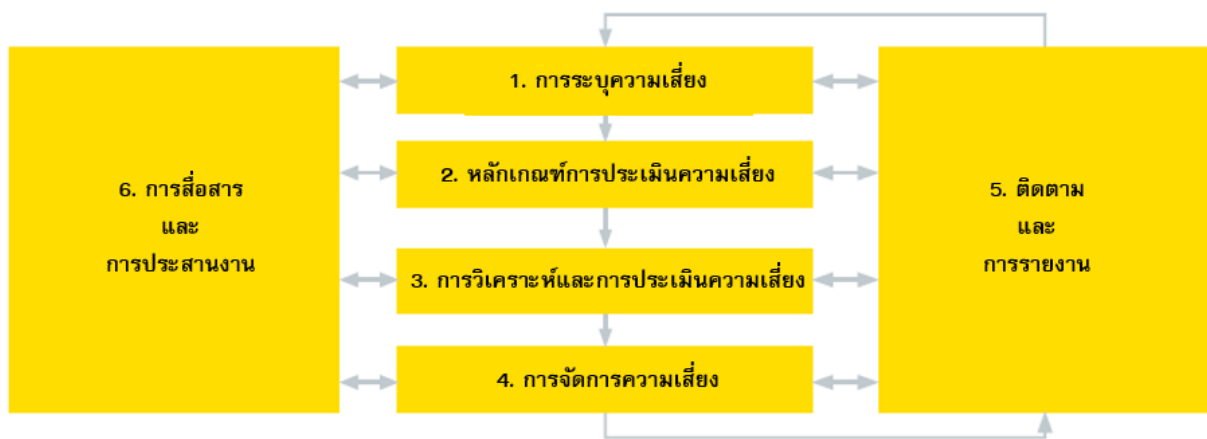 1. การระบุความเสี่ยง
2. หลักเกณฑ์การประเมินความเสี่ยง
3. การวิเคราะห์และการประเมินความเสี่ยง
4. การจัดการความเสี่ยง
5. ติดตาม
และ
การรายงาน
6. การสื่อสาร
และ
การประสานงาน